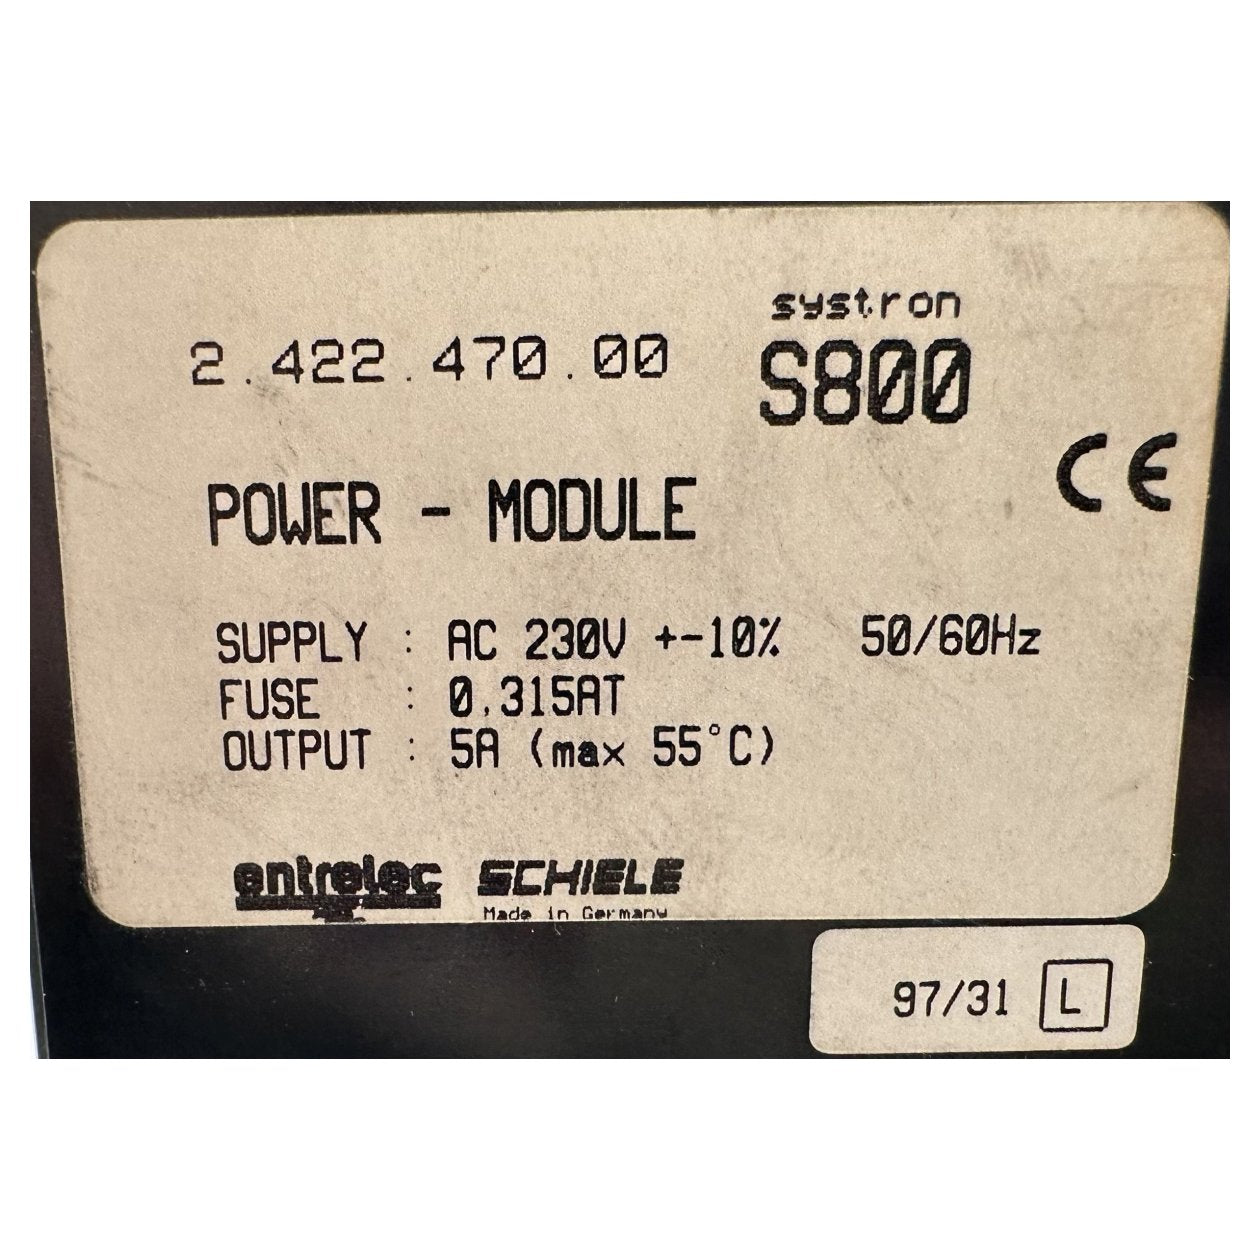 systron
2.422.470.00 S800
CE
POWER - MODULE
SUPPLY : AC 230V +-10% 50/60Hz
FUSE : 0,315AT
OUTPUT : 5A (max 55°C)
entrelec SCHIELE
Made in Germany
97/31 L